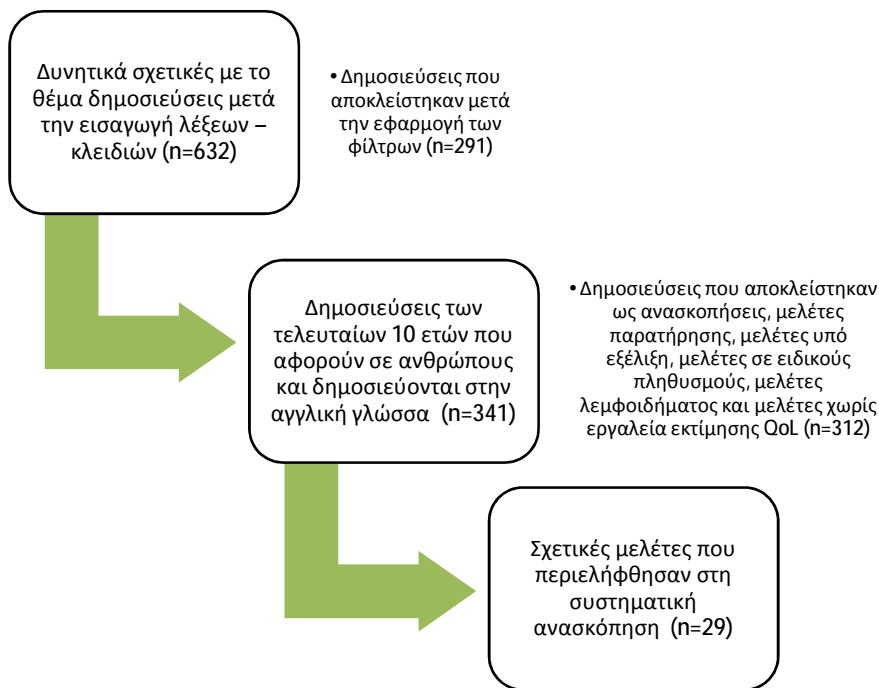 Δυνητικά σχετικές με το
θέμα δημοσιεύσεις μετά
την εισαγωγή λέξεων –
κλειδιών (n=632)
• Δημοσιεύσεις που
αποκλείστηκαν μετά
την εφαρμογή των
φίλτρων (n=291)
Δημοσιεύσεις των
τελευταίων 10 ετών που
αφορούν σε ανθρώπους
και δημοσιεύονται στην
αγγλική γλώσσα (n=341)
• Δημοσιεύσεις που αποκλείστηκαν
ως ανασκοπήσεις, μελέτες
παρατήρησης, μελέτες υπό
εξέλιξη, μελέτες σε ειδικούς
πληθυσμούς, μελέτες
λεμφοιδήματος και μελέτες χωρίς
εργαλεία εκτίμησης QoL (n=312)
Σχετικές μελέτες που
περιελήφθησαν στη
συστηματική
ανασκόπηση (n=29)